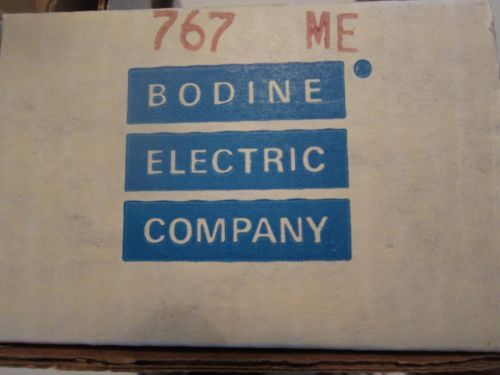 767 ME
BODINE
ELECTRIC
COMPANY